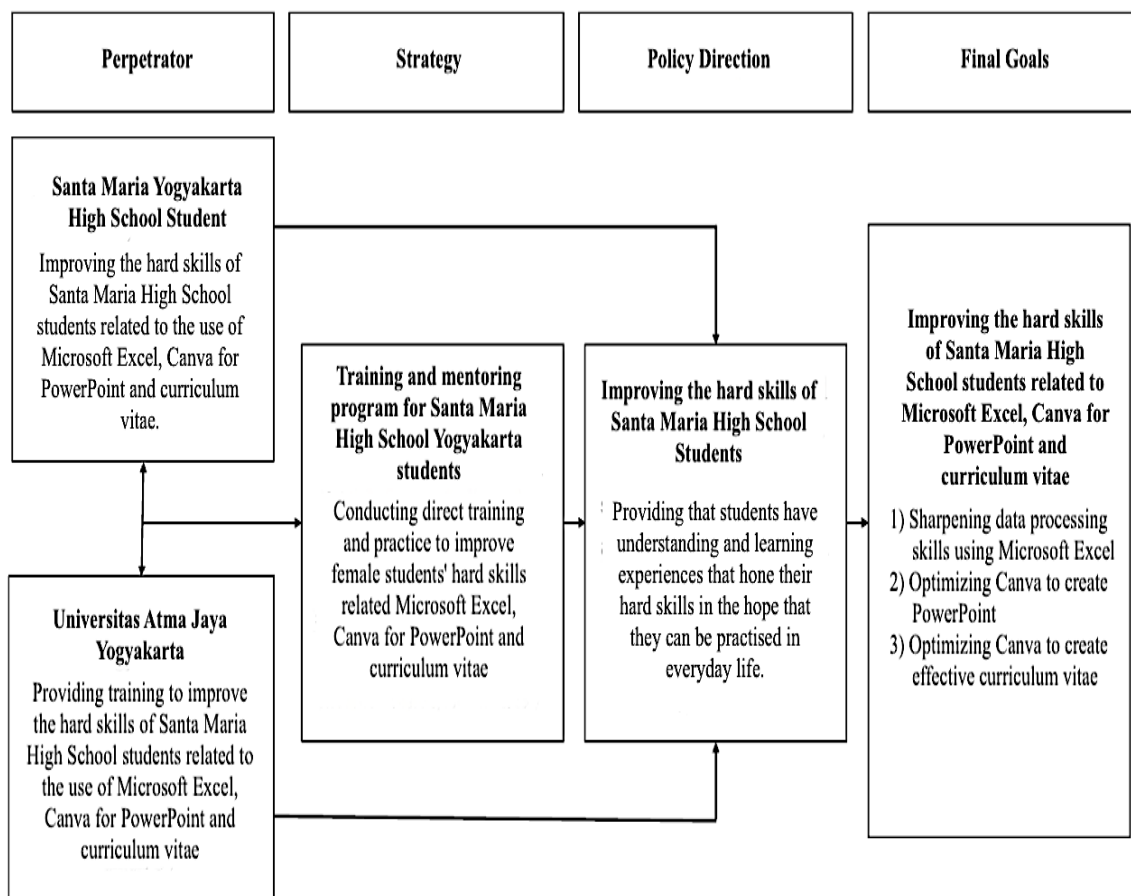 Perpetrator
Strategy
Policy Direction
Final Goals
Santa Maria Yogyakarta
High School Student
Improving the hard skills of
Santa Maria High School
students related to the use of
Microsoft Excel, Canva for
PowerPoint and curriculum
vitae.
Universitas Atma Jaya
Yogyakarta
Providing training to improve
the hard skills of Santa Maria
High School students related to
the use of Microsoft Excel,
Canva for PowerPoint and
curriculum vitae
Training and mentoring
program for Santa Maria
High School Yogyakarta
students
Conducting direct training
and practice to improve
female students' hard skills
related Microsoft Excel,
Canva for PowerPoint and
curriculum vitae
Improving the hard skills of
Santa Maria High School
Students
Providing that students have
understanding and learning
experiences that hone their
hard skills in the hope that
they can be practised in
everyday life.
Improving the hard skills
of Santa Maria High
School students related to
Microsoft Excel, Canva for
PowerPoint and
curriculum vitae
1) Sharpening data processing
skills using Microsoft Excel
2) Optimizing Canva to create
PowerPoint
3) Optimizing Canva to create
effective curriculum vitae